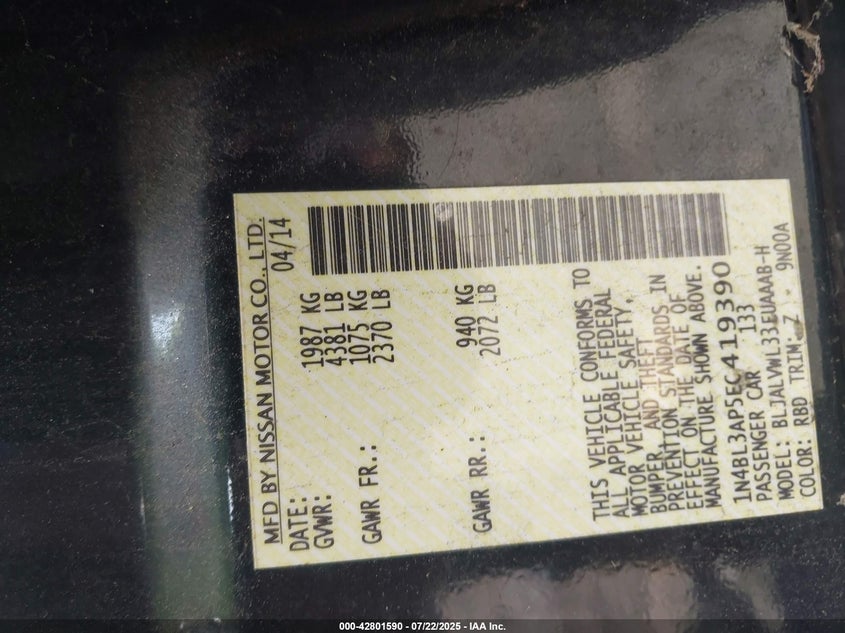 MFD BY NISSAN MOTOR CO., LTD.
DATE: 04/14
GVWR: 1987 KG
4381 LB
GAWR FR.: 1075 KG
2370 LB
GAWR RR.: 940 KG
2072 LB
THIS VEHICLE CONFORMS TO
ALL APPLICABLE FEDERAL
MOTOR VEHICLE SAFETY,
BUMPER, AND THEFT
PREVENTION STANDARDS IN
EFFECT ON THE DATE OF
MANUFACTURE SHOWN ABOVE.
1N4BL3AP5EC419390
PASSENGER CAR 133
MODEL: BLJALVWL33EUAAAB-H
COLOR: RBD TRIM: Z 9N00A
000-42801590 - 07/22/2025 - IAA Inc.